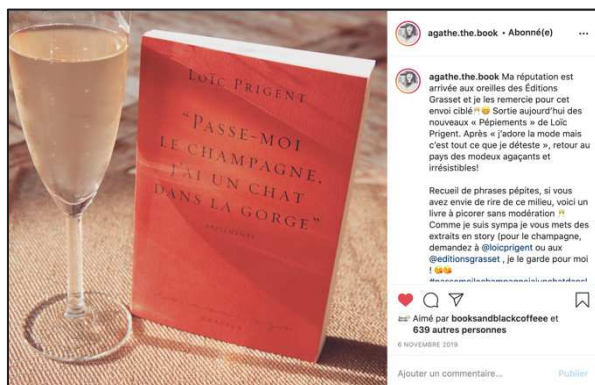 LOÏC PRIGENT
"PASSE-MOI
LE CHAMPAGNE,
J'AI UN CHAT
DANS LA GORGE"
PÉPIEMENTS
agathe.the.book • Abonné(e)
agathe.the.book Ma réputation est
arrivée aux oreilles des Éditions
Grasset et je les remercie pour cet
envoi ciblé🥂😄 Sortie aujourd'hui des
nouveaux « Pépiements » de Loïc
Prigent. Après « j'adore la mode mais
c'est tout ce que je déteste », retour au
pays des modeux agaçants et
irrésistibles!
Recueil de phrases pépites, si vous
avez envie de rire de ce milieu, voici un
livre à picorer sans modération 🥂
Comme je suis sympa je vous mets des
extraits en story (pour le champagne,
demandez à @loicprigent ou aux
@editionsgrasset , je le garde pour moi
! 😘😘
Aimé par booksandblackcoffeee et
639 autres personnes
6 NOVEMBRE 2019
Ajouter un commentaire...
Publier